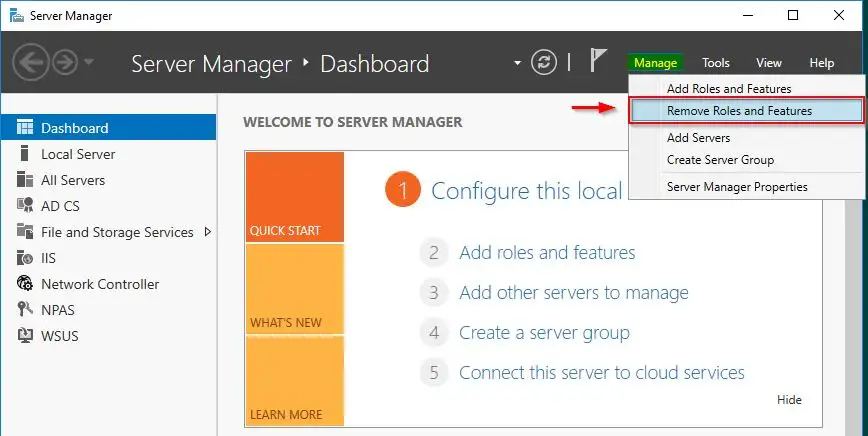 Server Manager
Server Manager
Dashboard
Manage
Tools
View
Help
Add Roles and Features
Remove Roles and Features
Add Servers
Create Server Group
Server Manager Properties
Dashboard
Local Server
All Servers
AD CS
File and Storage Services
IIS
Network Controller
NPAS
WSUS
WELCOME TO SERVER MANAGER
QUICK START
WHAT'S NEW
LEARN MORE
1 Configure this local
2 Add roles and features
3 Add other servers to manage
4 Create a server group
5 Connect this server to cloud services
Hide